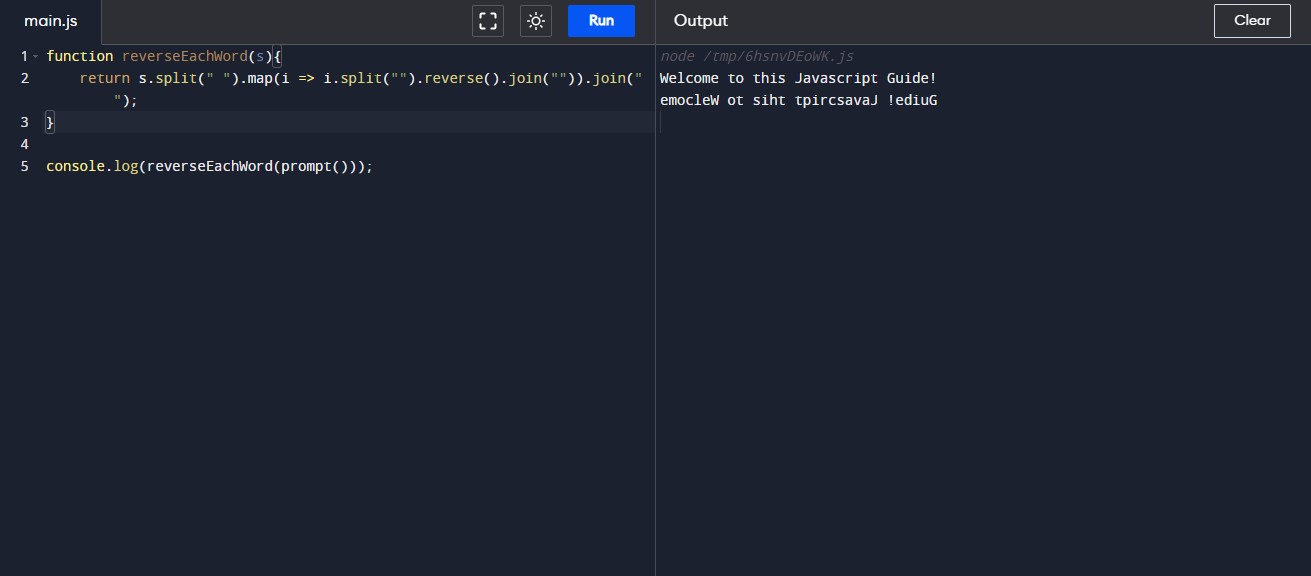 main.js
Run
1 function reverseEachWord(s){
2     return s.split(" ").map(i => i.split("").reverse().join("")).join("
");
3 }
4
5 console.log(reverseEachWord(prompt()));
Output
Clear
node /tmp/6hsnvDEoWK.js
Welcome to this Javascript Guide!
emocleW ot siht tpircsavaJ !ediuG